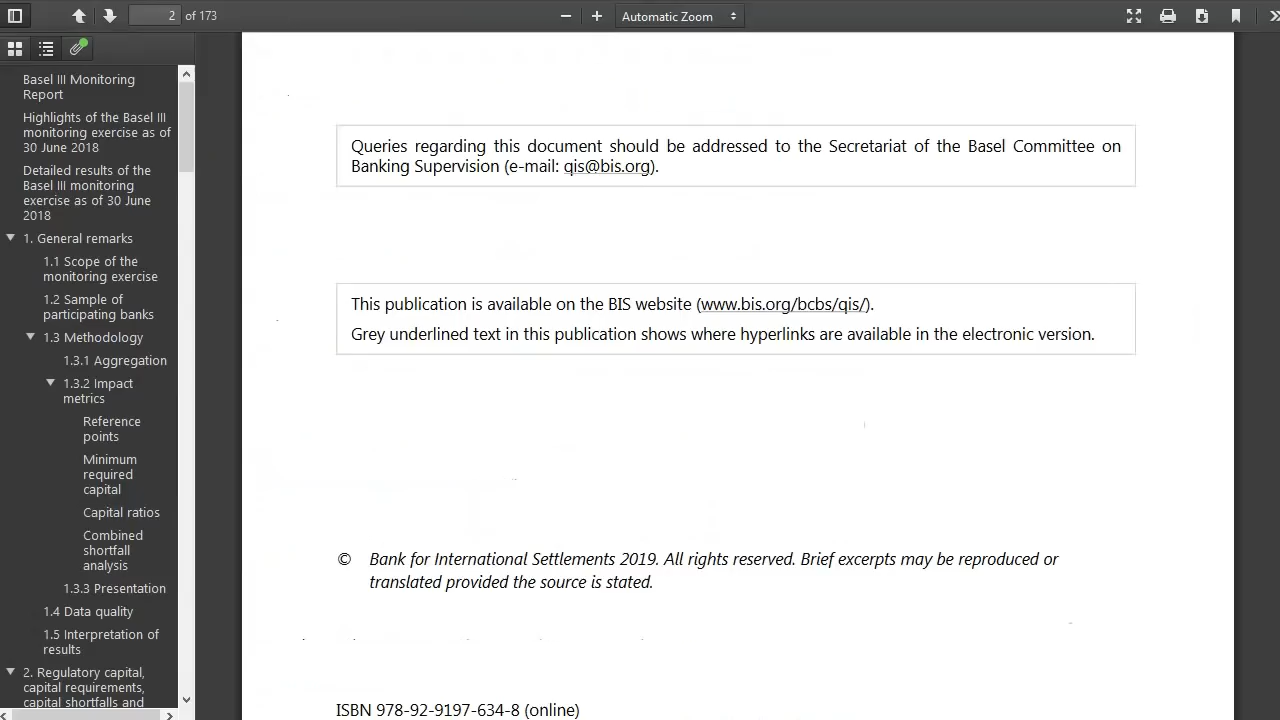 2 of 173
Automatic Zoom
Basel III Monitoring
Report
Highlights of the Basel III
monitoring exercise as of
30 June 2018
Detailed results of the
Basel III monitoring
exercise as of 30 June
2018
1. General remarks
1.1 Scope of the
monitoring exercise
1.2 Sample of
participating banks
1.3 Methodology
1.3.1 Aggregation
1.3.2 Impact
metrics
Reference
points
Minimum
required
capital
Capital ratios
Combined
shortfall
analysis
1.3.3 Presentation
1.4 Data quality
1.5 Interpretation of
results
2. Regulatory capital,
capital requirements,
capital shortfalls and
Queries regarding this document should be addressed to the Secretariat of the Basel Committee on
Banking Supervision (e-mail: qis@bis.org).
This publication is available on the BIS website (www.bis.org/bcbs/qis/).
Grey underlined text in this publication shows where hyperlinks are available in the electronic version.
© Bank for International Settlements 2019. All rights reserved. Brief excerpts may be reproduced or
translated provided the source is stated.
ISBN 978-92-9197-634-8 (online)